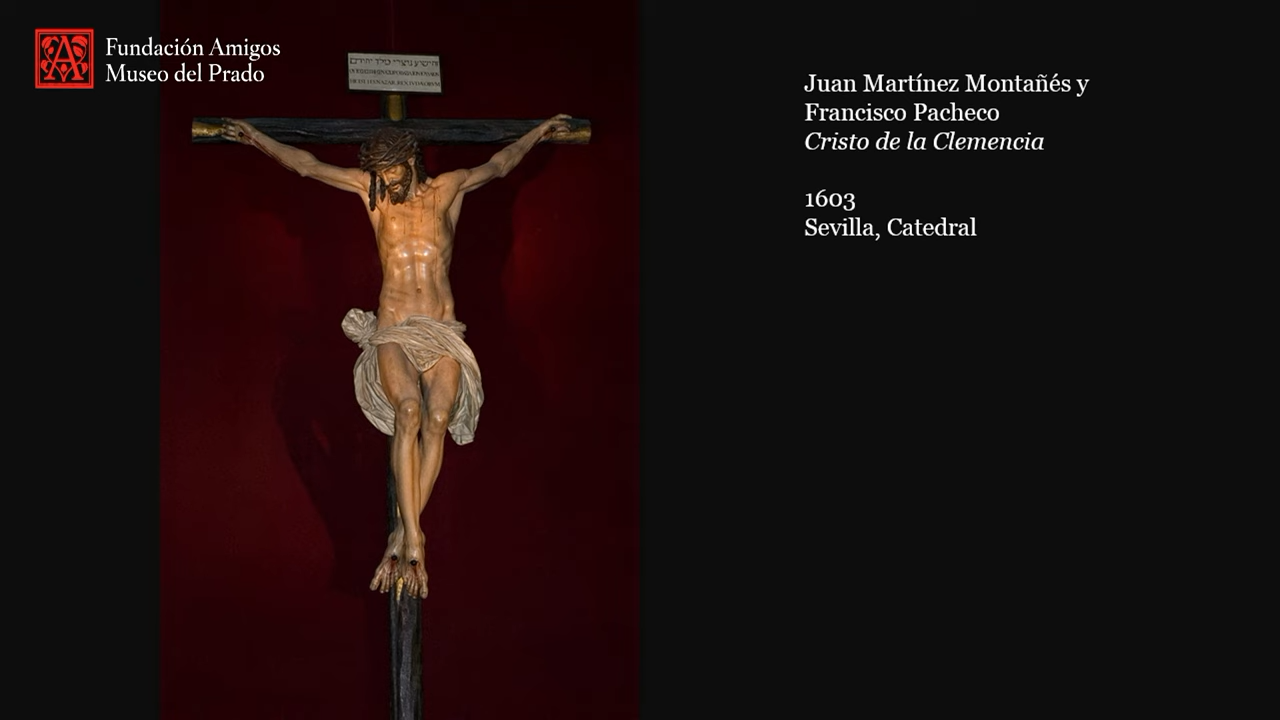 Fundación Amigos
Museo del Prado
Juan Martínez Montañés y
Francisco Pacheco
Cristo de la Clemencia
1603
Sevilla, Catedral